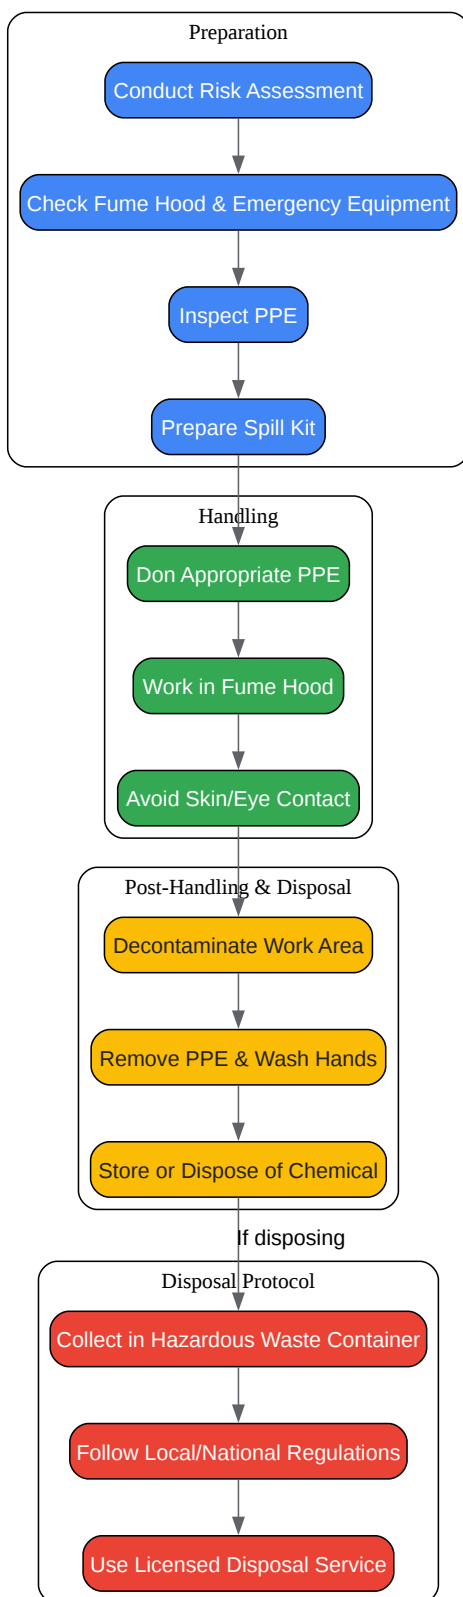 Preparation
Conduct Risk Assessment
Check Fume Hood & Emergency Equipment
Inspect PPE
Prepare Spill Kit
Handling
Don Appropriate PPE
Work in Fume Hood
Avoid Skin/Eye Contact
Post-Handling & Disposal
Decontaminate Work Area
Remove PPE & Wash Hands
Store or Dispose of Chemical
If disposing
Disposal Protocol
Collect in Hazardous Waste Container
Follow Local/National Regulations
Use Licensed Disposal Service